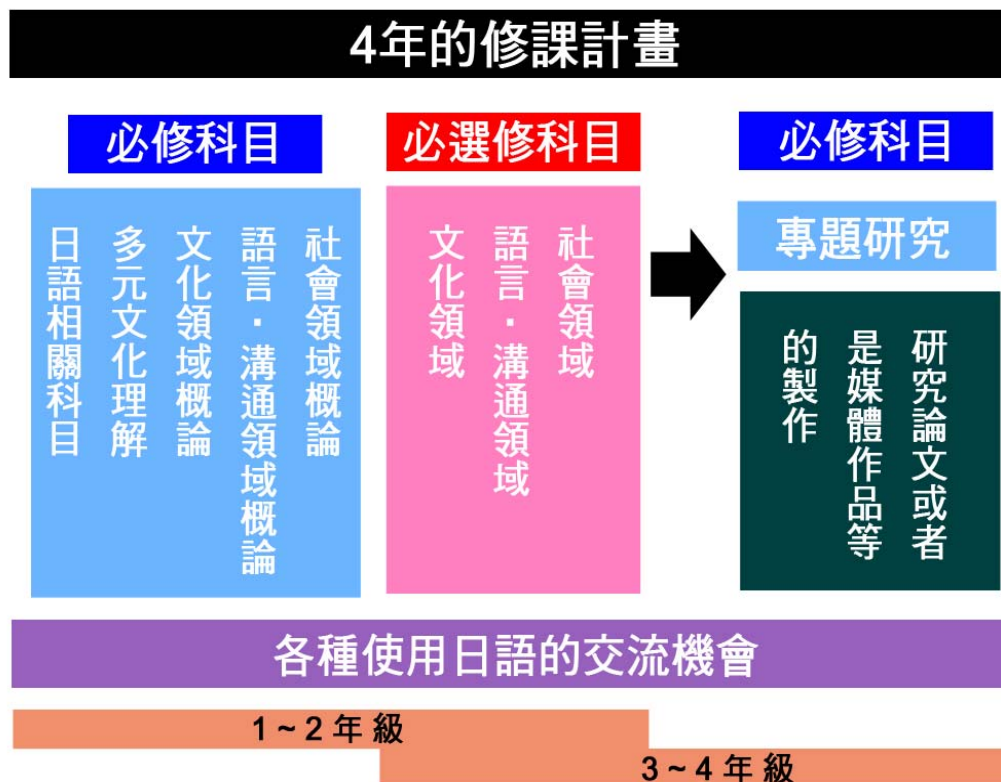 4年的修課計畫
必修科目
社會領域概論
語言・溝通領域概論
文化領域概論
多元文化理解
日語相關科目
必選修科目
社會領域
語言・溝通領域
文化領域
必修科目
專題研究
研究論文或者
是媒體作品等
的製作
各種使用日語的交流機會
1~2年級
3~4年級